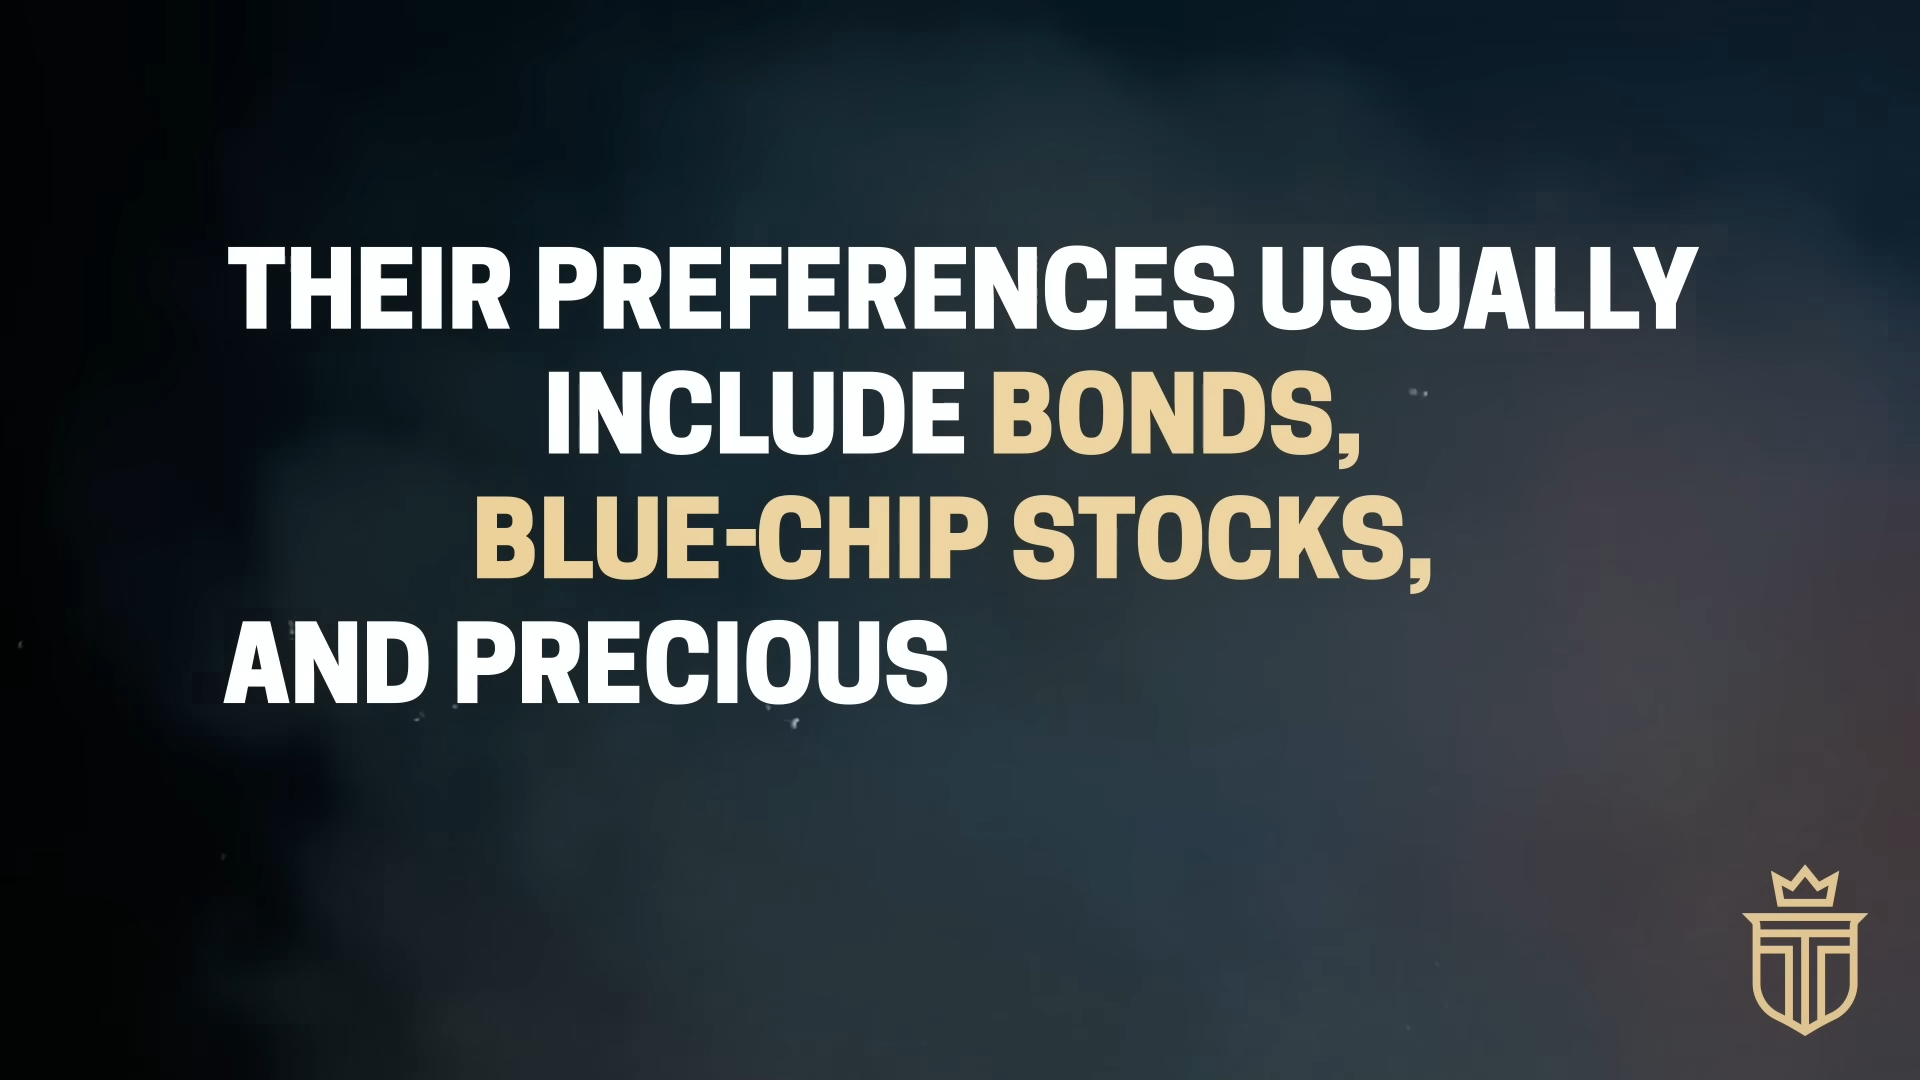 THEIR PREFERENCES USUALLY
INCLUDE BONDS,
BLUE-CHIP STOCKS,
AND PRECIOUS